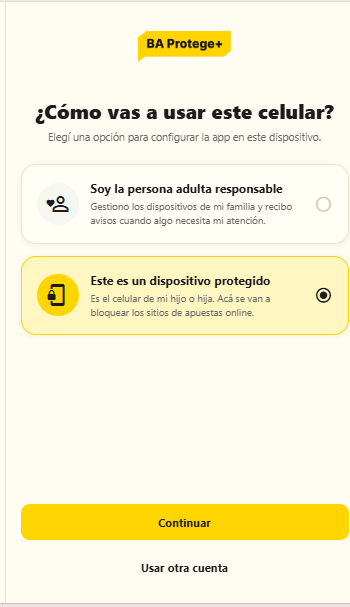 BA Protege+
¿Cómo vas a usar este celular?
Elegí una opción para configurar la app en este dispositivo.
Soy la persona adulta responsable
Gestiono los dispositivos de mi familia y recibo
avisos cuando algo necesita mi atención.
Este es un dispositivo protegido
Es el celular de mi hijo o hija. Acá se van a
bloquear los sitios de apuestas online.
Continuar
Usar otra cuenta